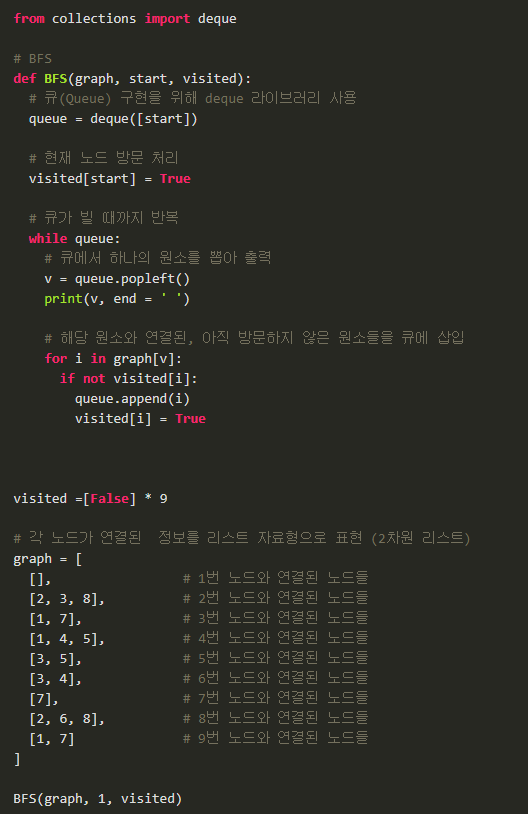 from collections import deque
# BFS
def BFS(graph, start, visited):
# 큐(Queue) 구현을 위해 deque 라이브러리 사용
queue = deque([start])
# 현재 노드 방문 처리
visited[start] = True
# 큐가 빌 때까지 반복
while queue:
# 큐에서 하나의 원소를 뽑아 출력
v = queue.popleft()
print(v, end = ' ')
# 해당 원소와 연결된, 아직 방문하지 않은 원소들을 큐에 삽입
for i in graph[v]:
if not visited[i]:
queue.append(i)
visited[i] = True
visited =[False] * 9
# 각 노드가 연결된  정보를 리스트 자료형으로 표현 (2차원 리스트)
graph = [
[], # 1번 노드와 연결된 노드들
[2, 3, 8], # 2번 노드와 연결된 노드들
[1, 7], # 3번 노드와 연결된 노드들
[1, 4, 5], # 4번 노드와 연결된 노드들
[3, 5], # 5번 노드와 연결된 노드들
[3, 4], # 6번 노드와 연결된 노드들
[7], # 7번 노드와 연결된 노드들
[2, 6, 8], # 8번 노드와 연결된 노드들
[1, 7] # 9번 노드와 연결된 노드들
]
BFS(graph, 1, visited)